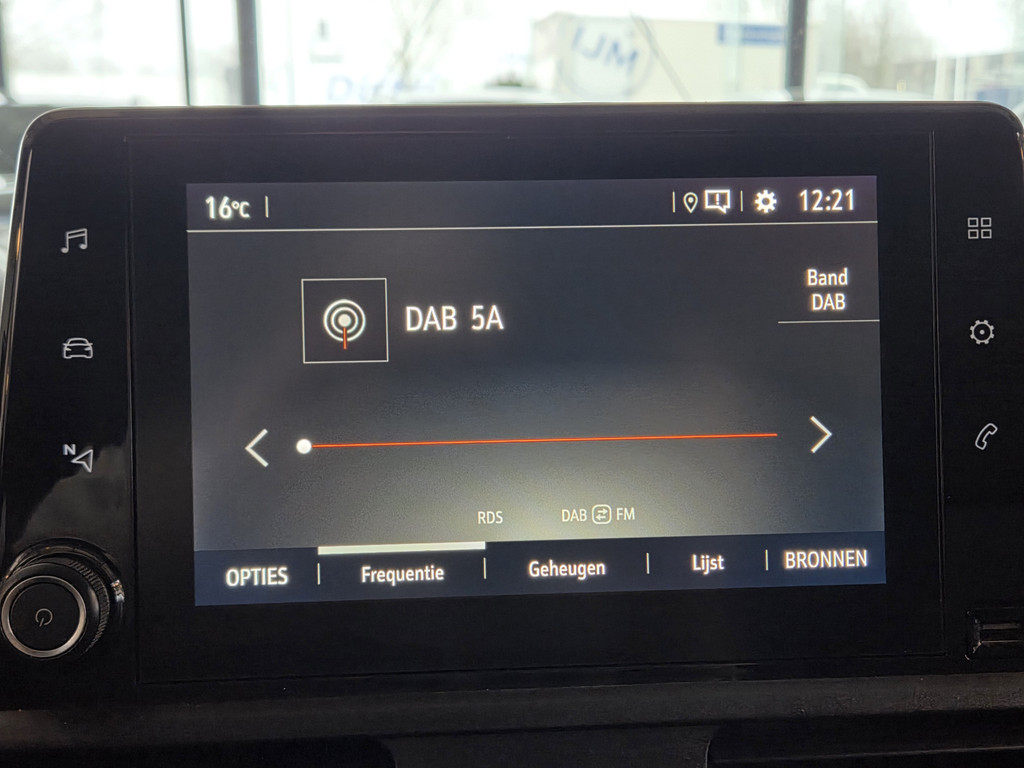 16°C
12:21
Band
DAB
DAB 5A
N
RDS
DAB FM
OPTIES
Frequentie
Geheugen
Lijst
BRONNEN